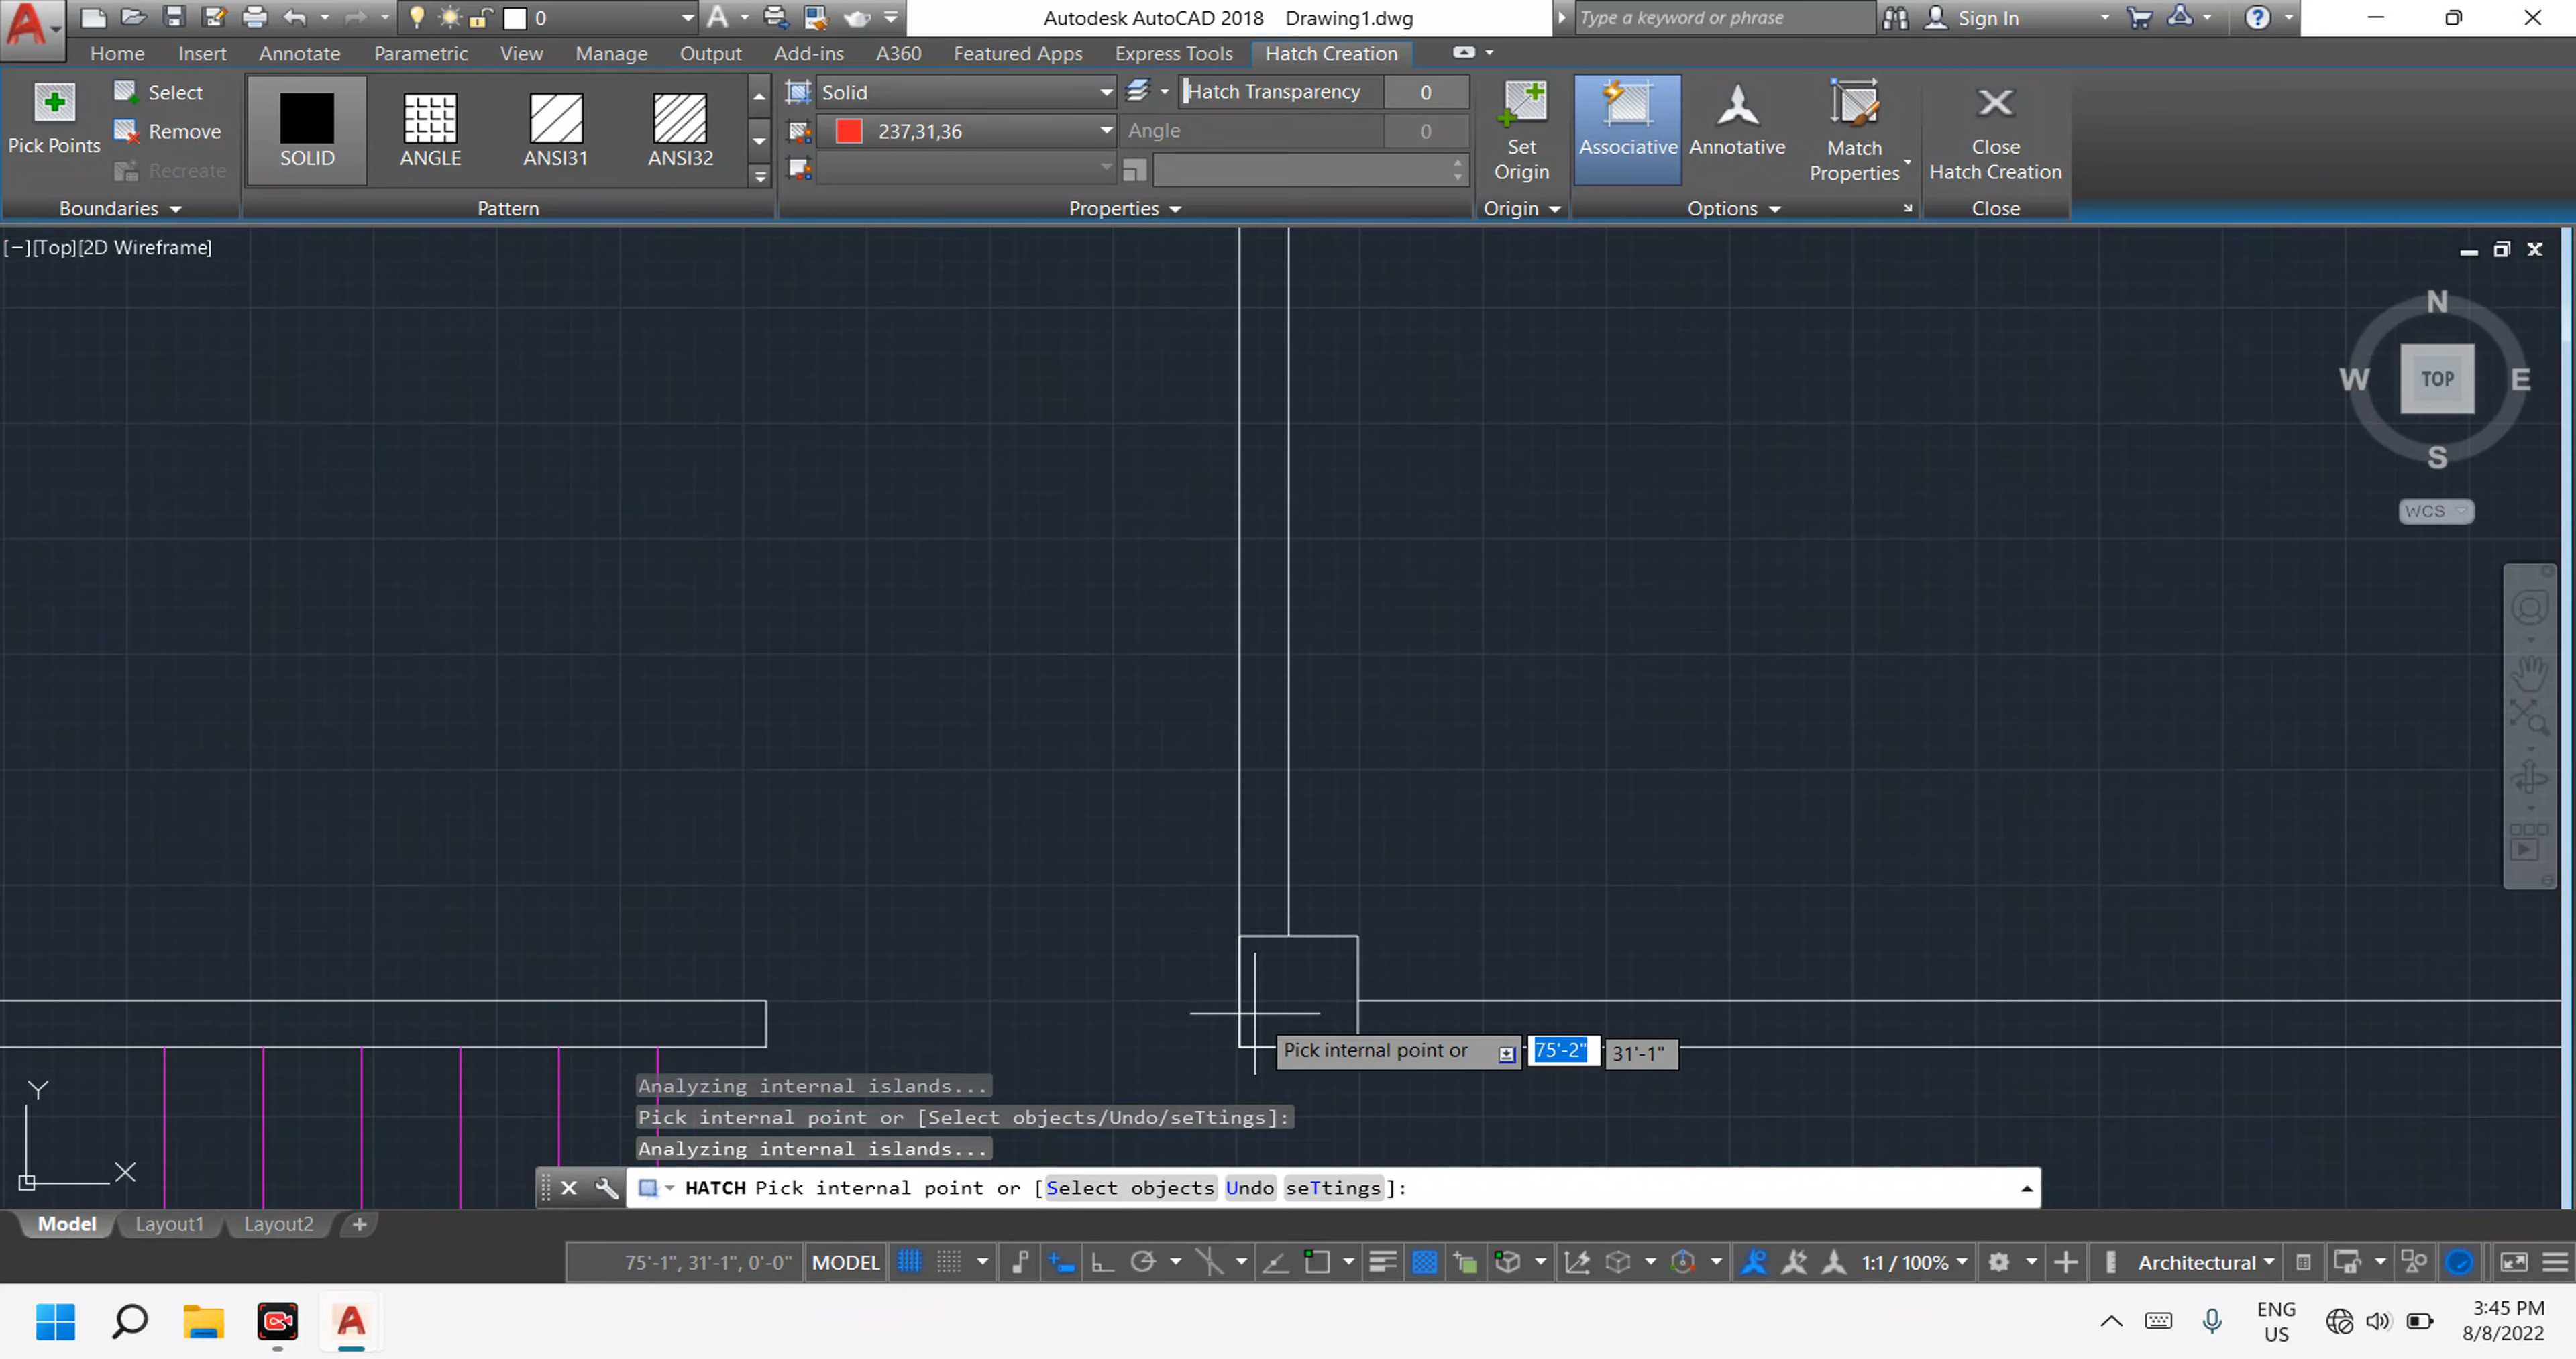 0
Autodesk AutoCAD 2018 Drawing1.dwg
Type a keyword or phrase
Sign In
Home Insert Annotate Parametric View Manage Output Add-ins A360 Featured Apps Express Tools Hatch Creation
Pick Points
Select
Remove
Recreate
Boundaries
SOLID
ANGLE
ANSI31
ANSI32
Pattern
Solid
237,31,36
Hatch Transparency 0
Angle 0
Properties
Set
Origin
Origin
Associative
Annotative
Match
Properties
Options
Close
Hatch Creation
Close
[−][Top][2D Wireframe]
N
W
TOP
E
S
WCS
Pick internal point or 75'-2" 31'-1"
Analyzing internal islands...
Pick internal point or [Select objects/Undo/seTtings]:
Analyzing internal islands...
Y
X
HATCH Pick internal point or [Select objects Undo seTtings]:
Model Layout1 Layout2 +
75'-1", 31'-1", 0'-0" MODEL 1:1 / 100% Architectural
ENG
US
3:45 PM
8/8/2022